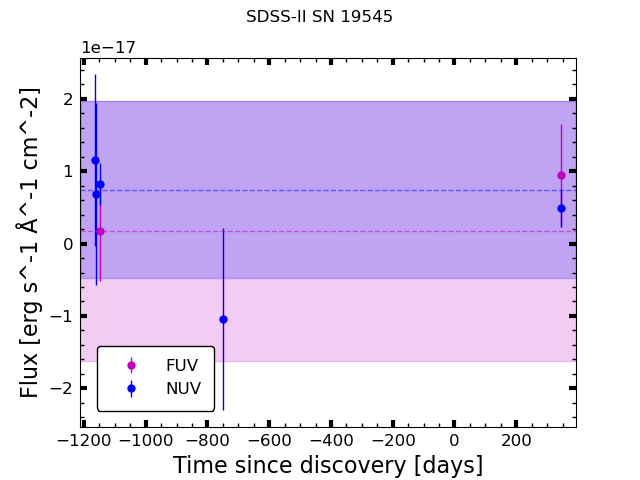 SDSS-II SN 19545
1e−17
2
1
0
−1
−2
Flux [erg s^-1 Å^-1 cm^-2]
FUV
NUV
−1200 −1000 −800 −600 −400 −200 0 200
Time since discovery [days]